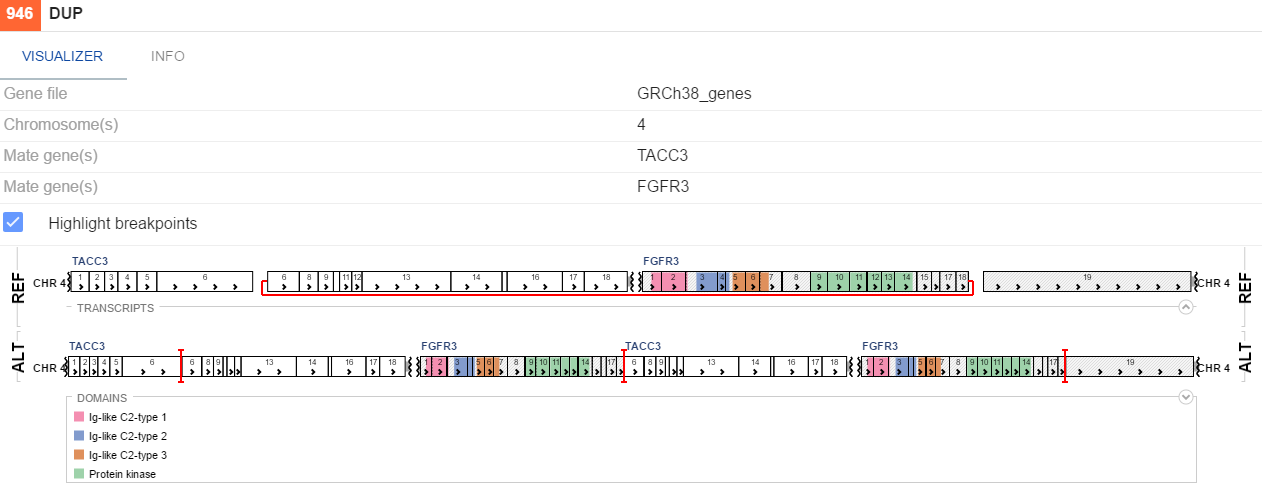 946 DUP
VISUALIZER INFO
Gene file GRCh38_genes
Chromosome(s) 4
Mate gene(s) TACC3
Mate gene(s) FGFR3
Highlight breakpoints
TACC3 FGFR3
REF CHR 4 1 2 3 4 5 6 6 8 9 11 12 13 14 16 17 18 1 2 3 4 5 6 7 8 9 10 11 12 13 14 15 17 18 19 CHR 4 REF
TRANSCRIPTS
TACC3 FGFR3 TACC3 FGFR3
ALT CHR 4 1 2 3 4 5 6 6 8 9 13 14 16 17 18 1 2 3 5 6 7 8 9 10 11 14 17 6 8 9 13 14 16 17 18 1 2 3 5 6 7 8 9 10 11 14 17 19 CHR 4 ALT
DOMAINS
Ig-like C2-type 1
Ig-like C2-type 2
Ig-like C2-type 3
Protein kinase